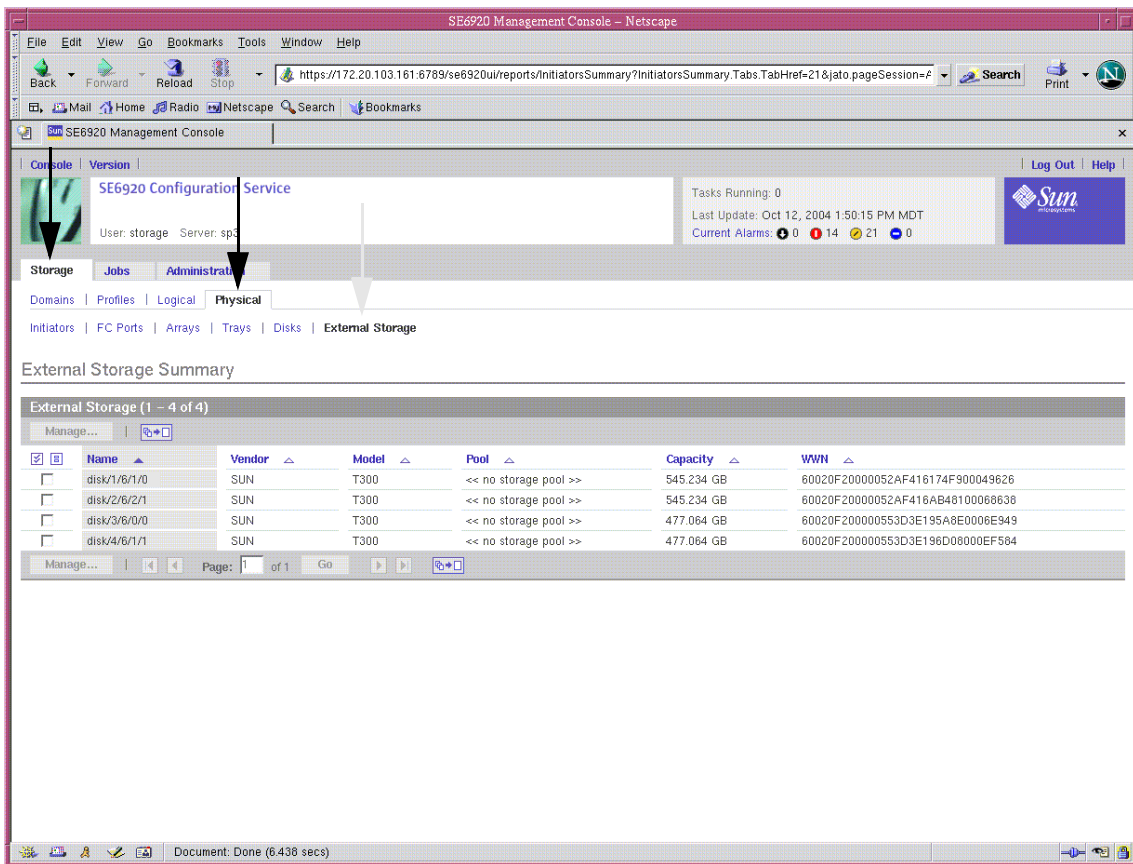 SE6920 Management Console – Netscape
File Edit View Go Bookmarks Tools Window Help
Back Forward Reload Stop https://172.20.103.161:6789/se6920ui/reports/InitiatorsSummary?InitiatorsSummary.Tabs.TabHref=21&jato.pageSession=A Search Print N
Mail Home Radio Netscape Search Bookmarks
Sun SE6920 Management Console
Console Version Log Out Help
SE6920 Configuration Service
Tasks Running: 0
Last Update: Oct 12, 2004 1:50:15 PM MDT
User: storage Server: sp3
Current Alarms: 0 14 21 0
Sun
microsystems
Storage Jobs Administration
Domains | Profiles | Logical Physical
Initiators | FC Ports | Arrays | Trays | Disks | External Storage
External Storage Summary
External Storage (1 – 4 of 4)
Manage...
Name Vendor Model Pool Capacity WWN
disk/1/6/1/0 SUN T300 << no storage pool >> 545.234 GB 60020F20000052AF416174F900049626
disk/2/6/2/1 SUN T300 << no storage pool >> 545.234 GB 60020F20000052AF416AB48100068638
disk/3/6/0/0 SUN T300 << no storage pool >> 477.064 GB 60020F200000553D3E195A8E0006E949
disk/4/6/1/1 SUN T300 << no storage pool >> 477.064 GB 60020F200000553D3E196D08000EF584
Manage... Page: 1 of 1 Go
Document: Done (6.438 secs)